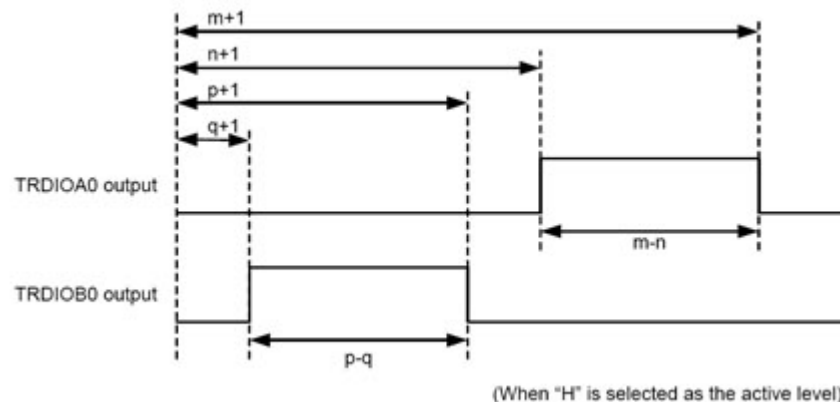 m+1
n+1
p+1
q+1
TRDIOA0 output
m-n
TRDIOB0 output
p-q
(When "H" is selected as the active level)